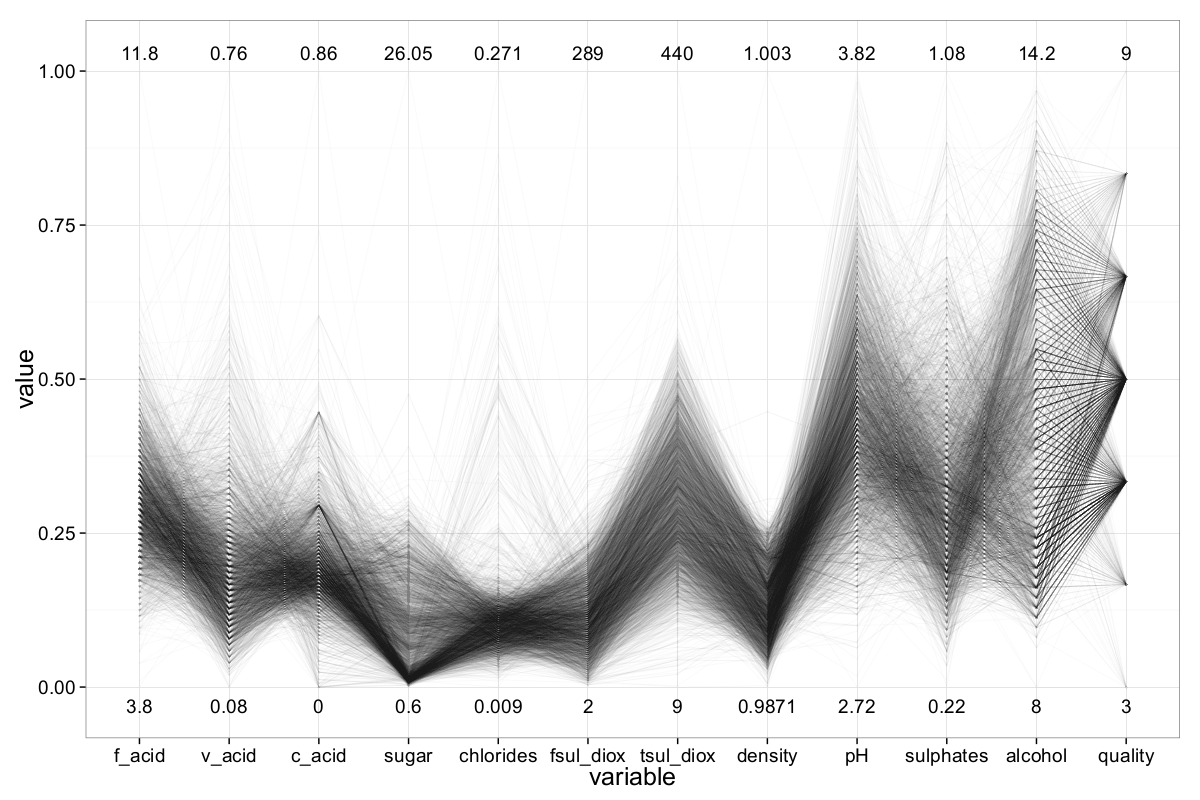 11.8 0.76 0.86 26.05 0.271 289 440 1.003 3.82 1.08 14.2 9
1.00
0.75
0.50
0.25
0.00
value
3.8 0.08 0 0.6 0.009 2 9 0.9871 2.72 0.22 8 3
f_acid v_acid c_acid sugar chlorides fsul_diox tsul_diox density pH sulphates alcohol quality
variable